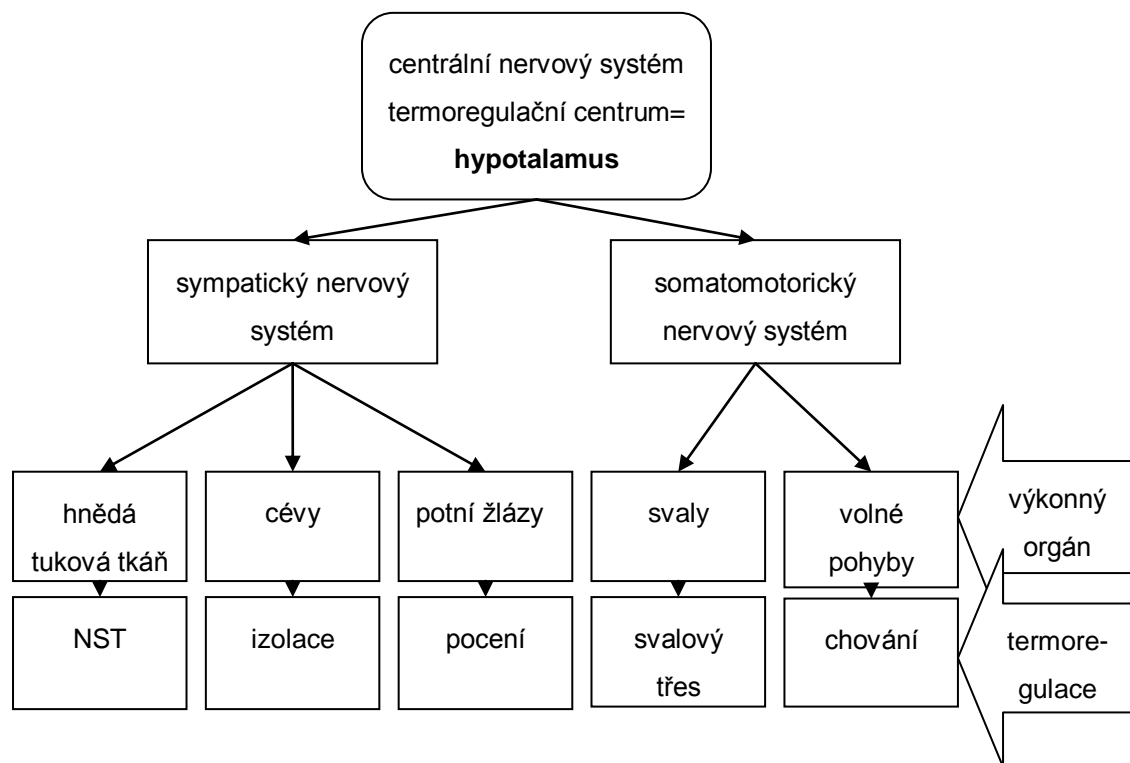 centrální nervový systém
termoregulační centrum=
hypotalamus
sympatický nervový
systém
somatomotorický
nervový systém
hnědá
tuková tkáň
cévy
potní žlázy
svaly
volné
pohyby
výkonný
orgán
NST
izolace
pocení
svalový
třes
chování
termore-
gulace